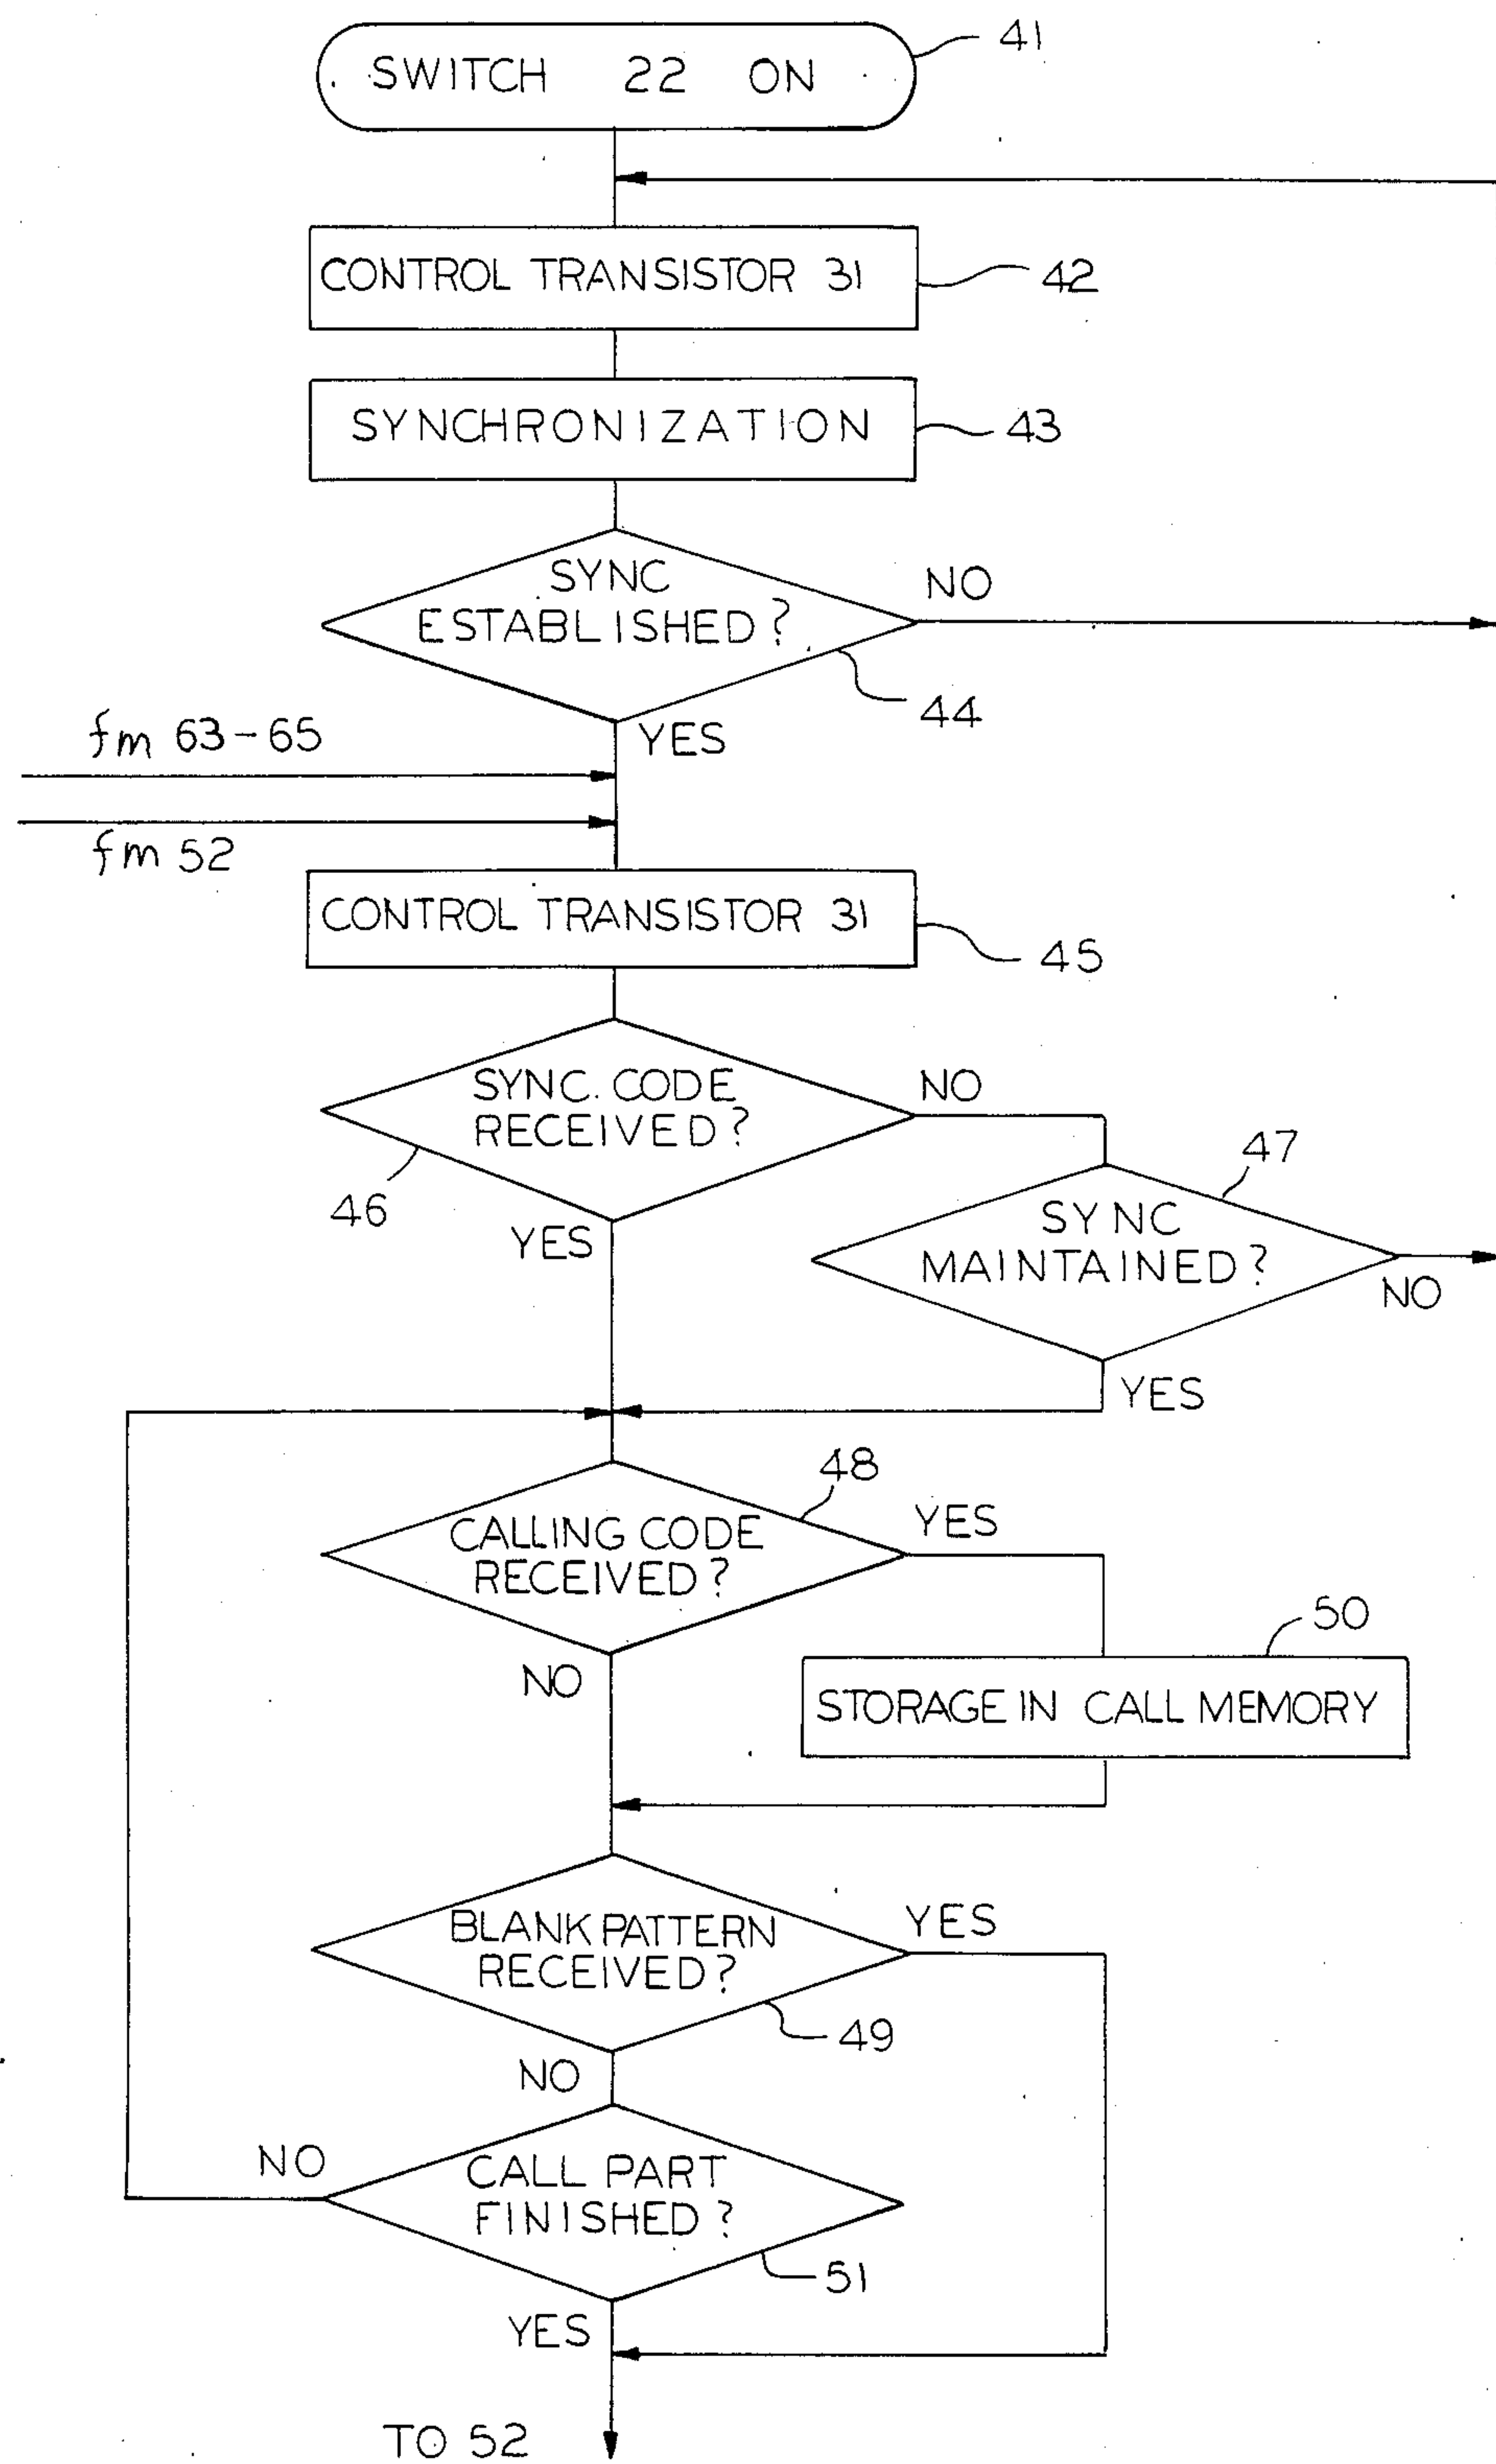 SWITCH 22 ON
41
CONTROL TRANSISTOR 31
42
SYNCHRONIZATION
43
SYNC
ESTABLISHED?
NO
44
YES
fm 63-65
fm 52
CONTROL TRANSISTOR 31
45
SYNC. CODE
RECEIVED?
NO
46
YES
47
SYNC
MAINTAINED?
NO
YES
48
CALLING CODE
RECEIVED?
YES
NO
50
STORAGE IN CALL MEMORY
BLANK PATTERN
RECEIVED?
YES
49
NO
CALL PART
FINISHED?
NO
51
YES
TO 52